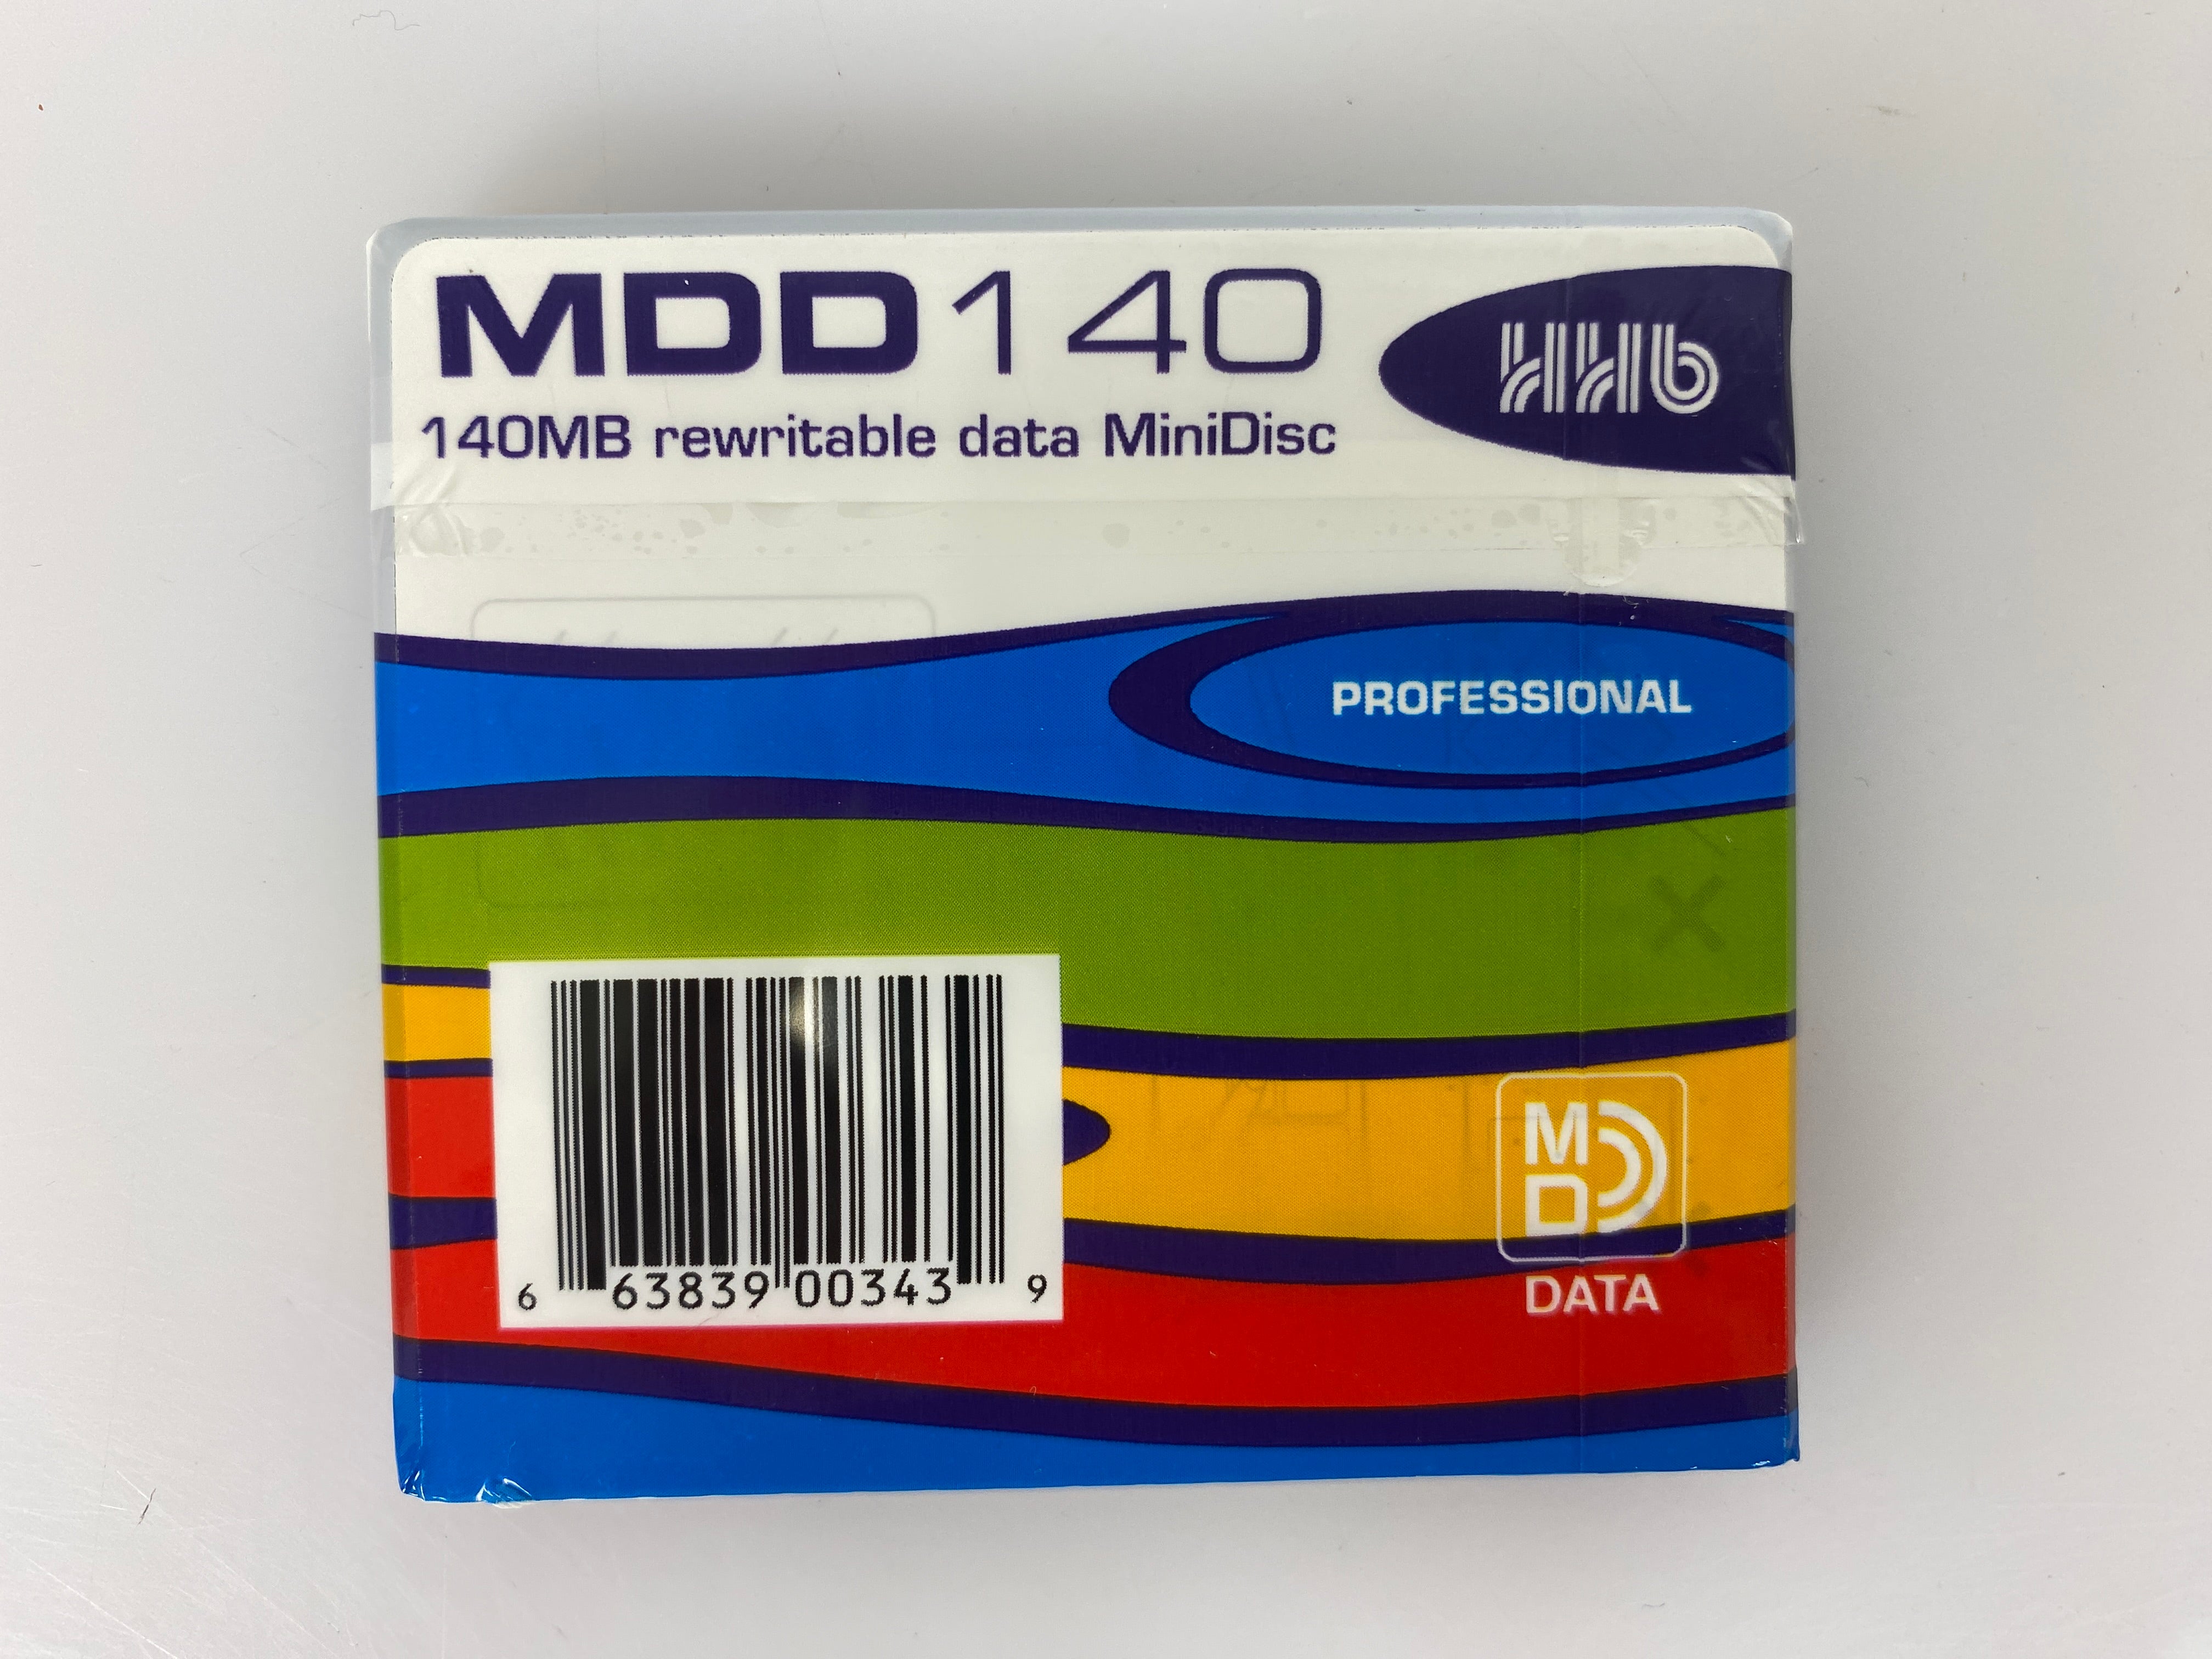 MDD140
HHb
140MB rewritable data MiniDisc
PROFESSIONAL
6 63839 00343 9
MD
DATA